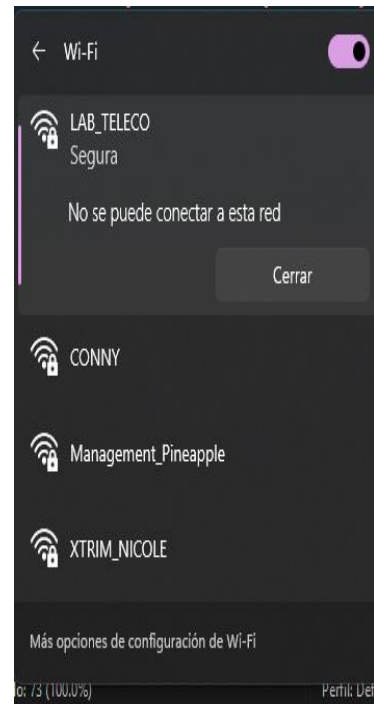 Wi-Fi
LAB_TELECO
Segura
No se puede conectar a esta red
Cerrar
CONNY
Management_Pineapple
XTRIM_NICOLE
Más opciones de configuración de Wi-Fi
o: 73 (100.0%)
Perfil: Def